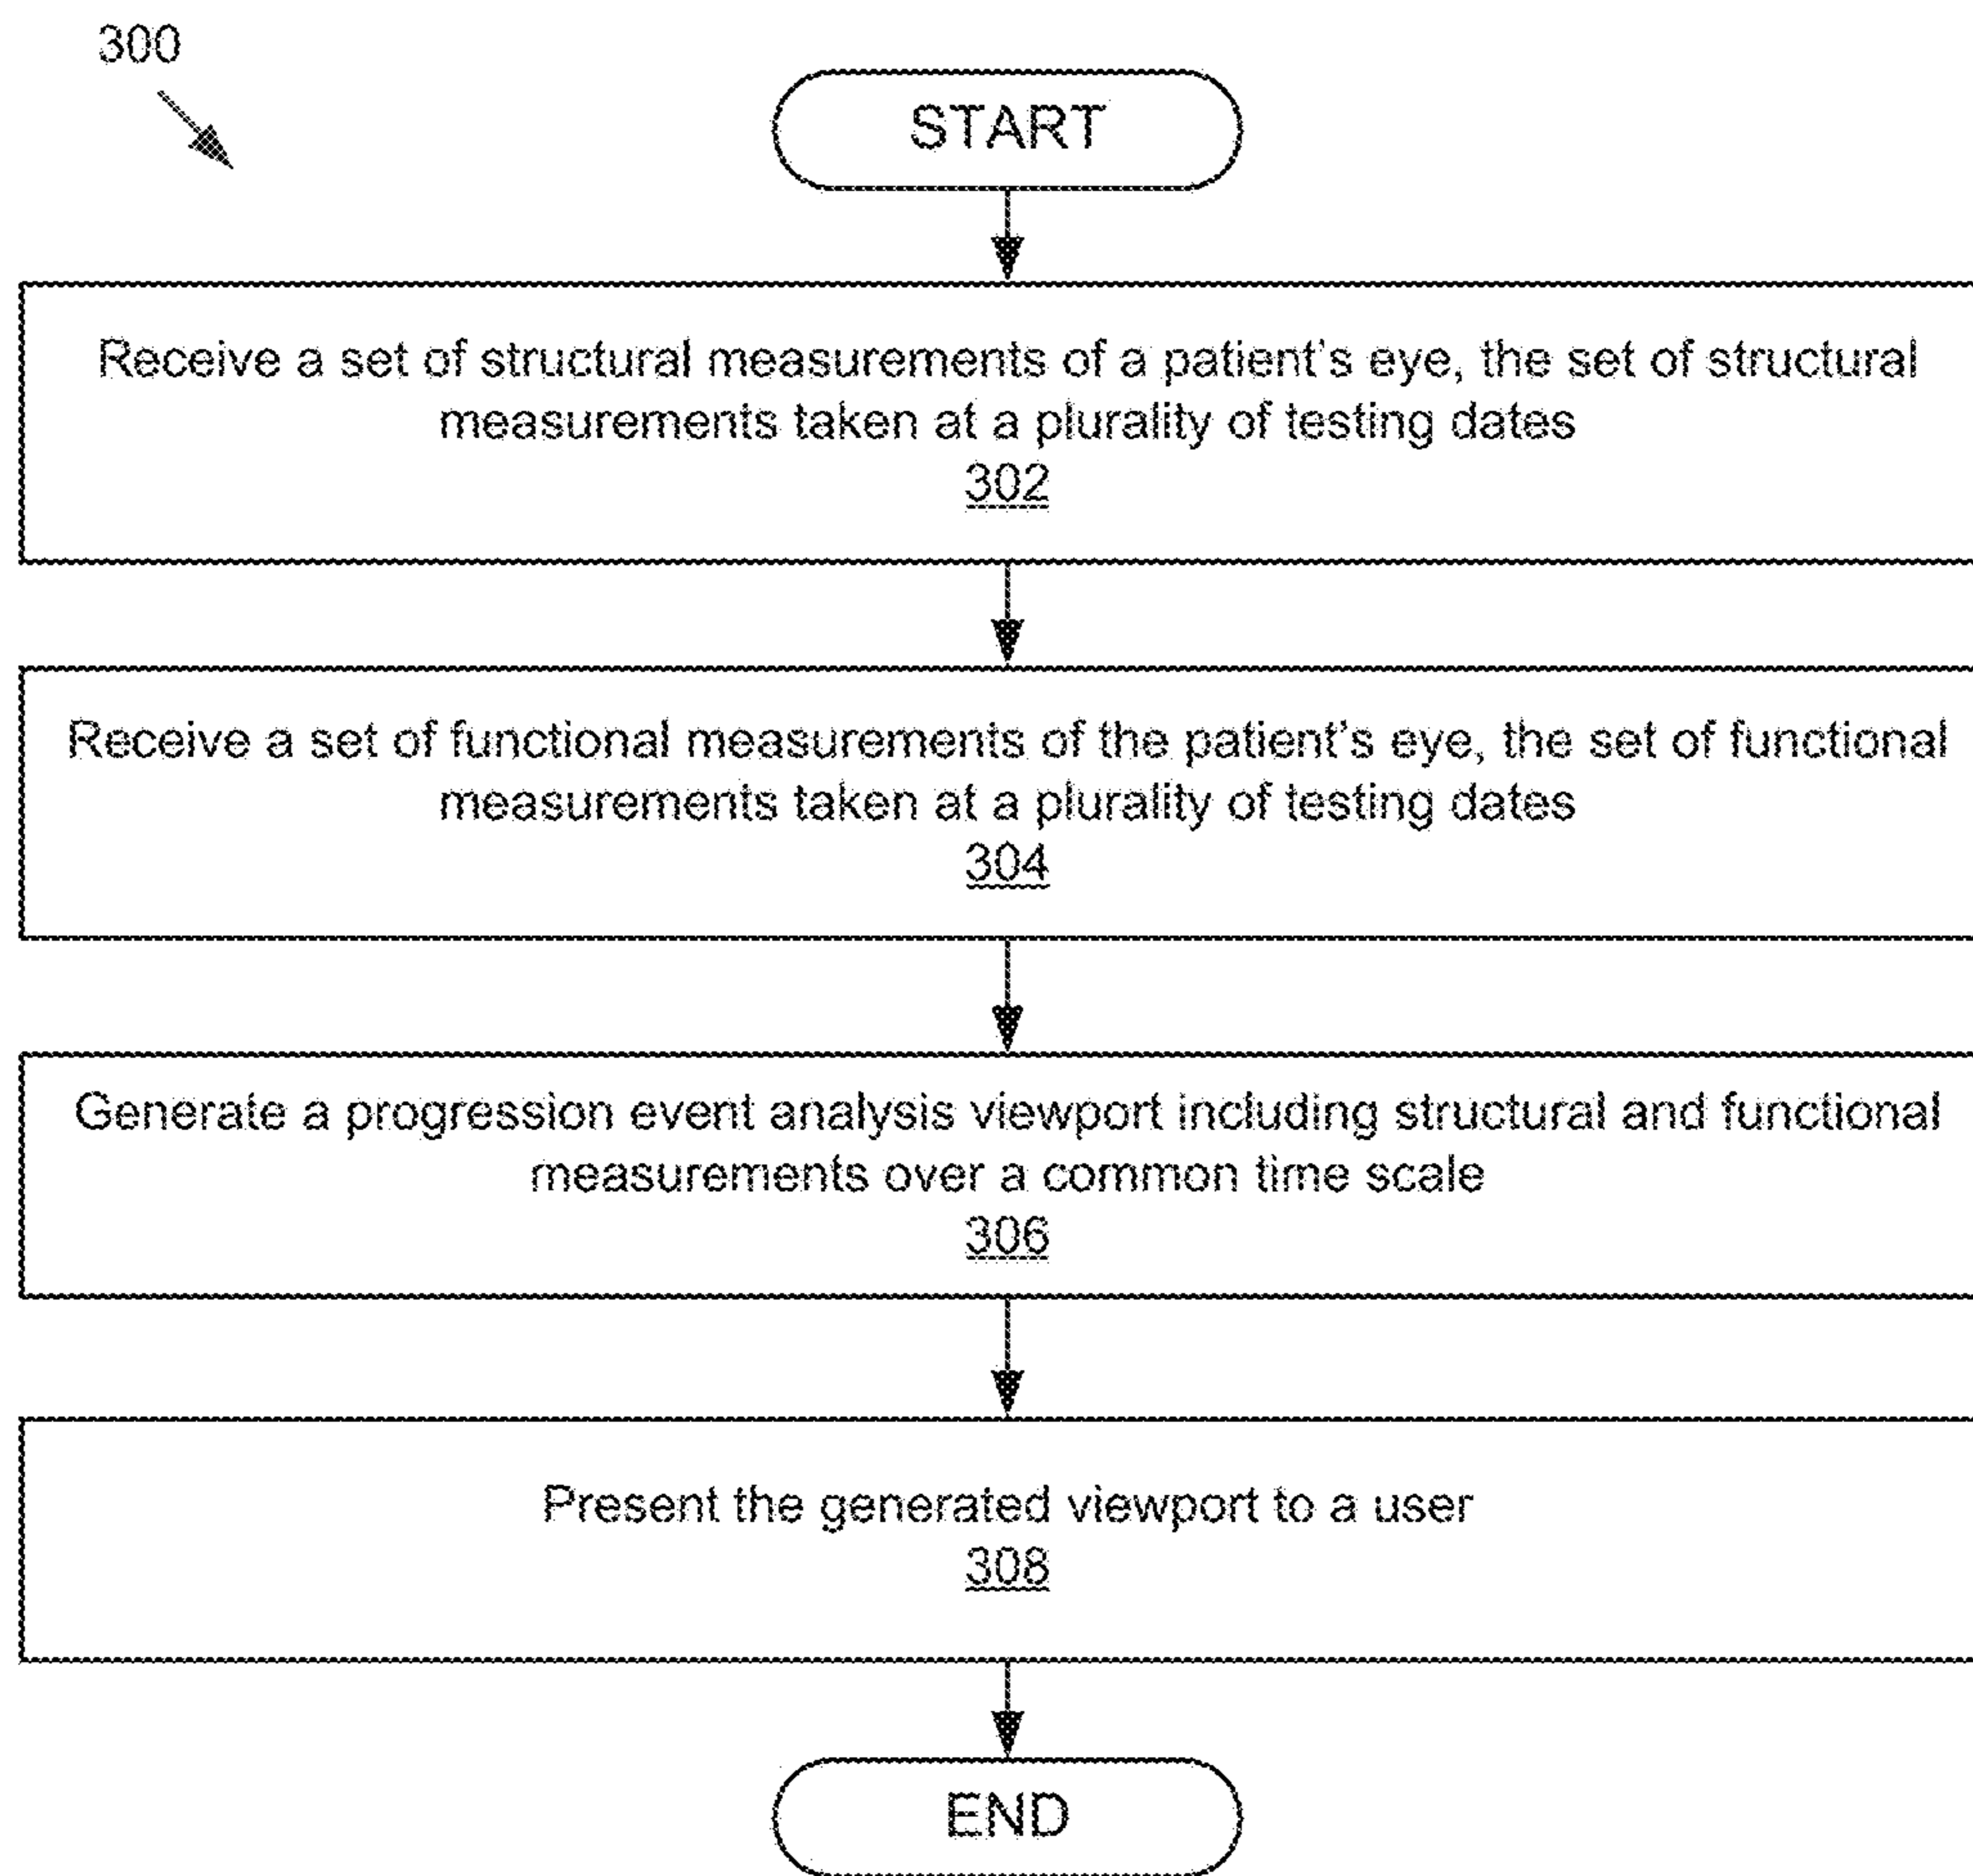 300
START
Receive a set of structural measurements of a patient's eye, the set of structural
measurements taken at a plurality of testing dates
302
Receive a set of functional measurements of the patient's eye, the set of functional
measurements taken at a plurality of testing dates
304
Generate a progression event analysis viewport including structural and functional
measurements over a common time scale
306
Present the generated viewport to a user
308
END